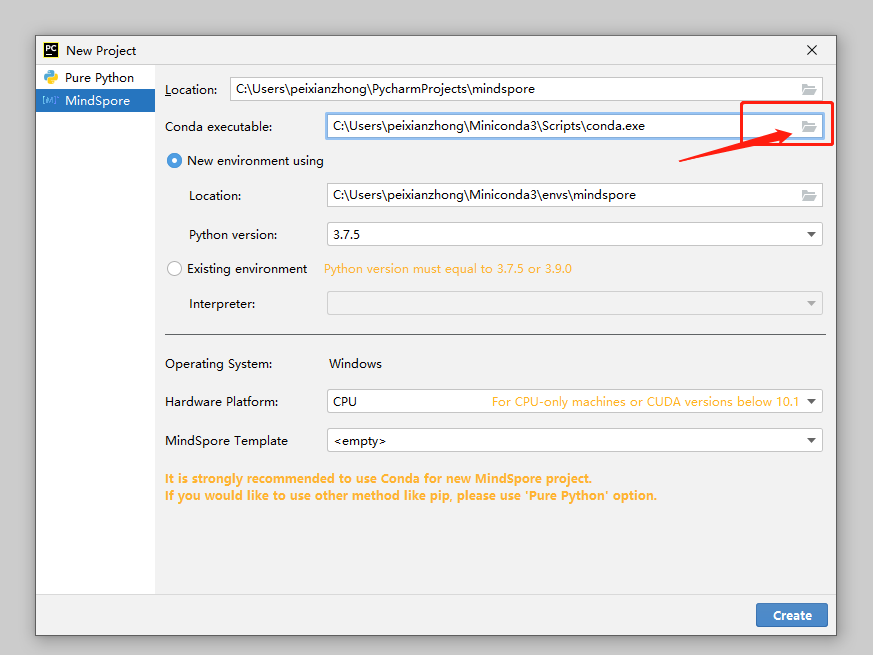 PC New Project
Pure Python
[M] MindSpore
Location: C:\Users\peixianzhong\PycharmProjects\mindspore
Conda executable: C:\Users\peixianzhong\Miniconda3\Scripts\conda.exe
New environment using
Location: C:\Users\peixianzhong\Miniconda3\envs\mindspore
Python version: 3.7.5
Existing environment Python version must equal to 3.7.5 or 3.9.0
Interpreter:
Operating System: Windows
Hardware Platform: CPU For CPU-only machines or CUDA versions below 10.1
MindSpore Template <empty>
It is strongly recommended to use Conda for new MindSpore project.
If you would like to use other method like pip, please use 'Pure Python' option.
Create